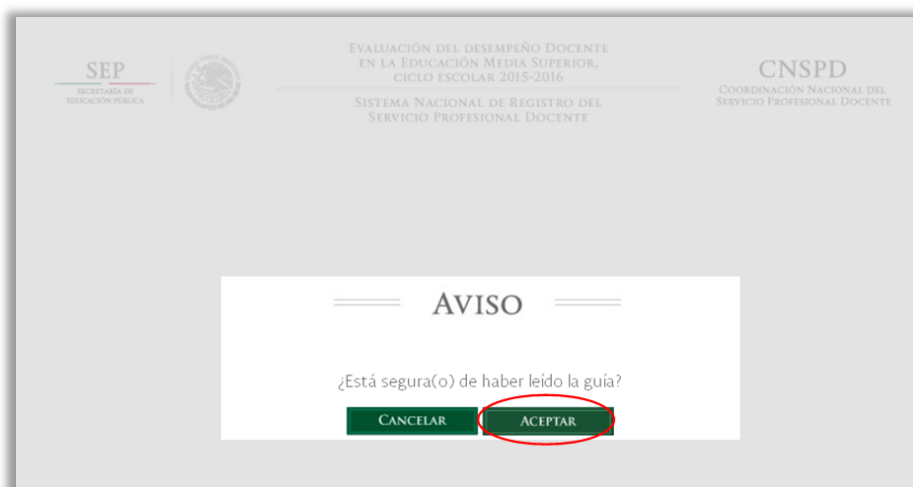 SEP
SECRETARÍA DE
EDUCACIÓN PÚBLICA
EVALUACIÓN DEL DESEMPEÑO DOCENTE
EN LA EDUCACIÓN MEDIA SUPERIOR,
CICLO ESCOLAR 2015-2016
SISTEMA NACIONAL DE REGISTRO DEL
SERVICIO PROFESIONAL DOCENTE
CNSPD
COORDINACIÓN NACIONAL DEL
SERVICIO PROFESIONAL DOCENTE
AVISO
¿Está segura(o) de haber leído la guía?
CANCELAR
ACEPTAR